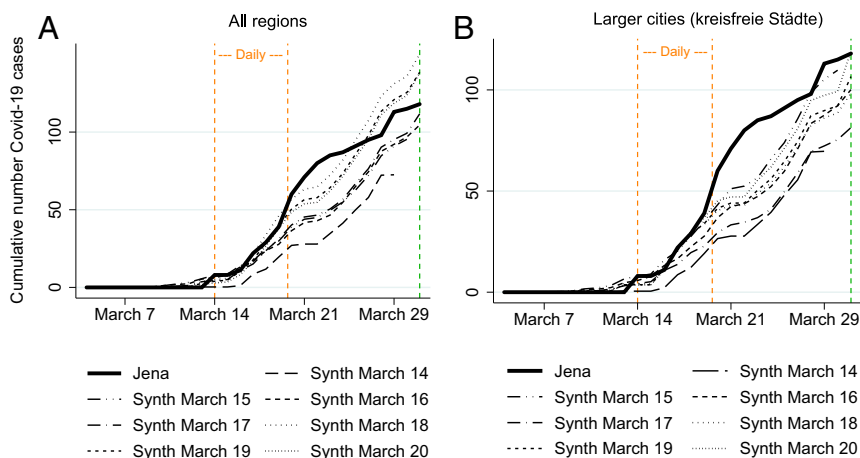 A
All regions
--- Daily ---
Cumulative number Covid-19 cases
100
50
0
March 7
March 14
March 21
March 29
Jena
Synth March 14
Synth March 15
Synth March 16
Synth March 17
Synth March 18
Synth March 19
Synth March 20
B
Larger cities (kreisfreie Städte)
--- Daily ---
100
50
0
March 7
March 14
March 21
March 29
Jena
Synth March 14
Synth March 15
Synth March 16
Synth March 17
Synth March 18
Synth March 19
Synth March 20